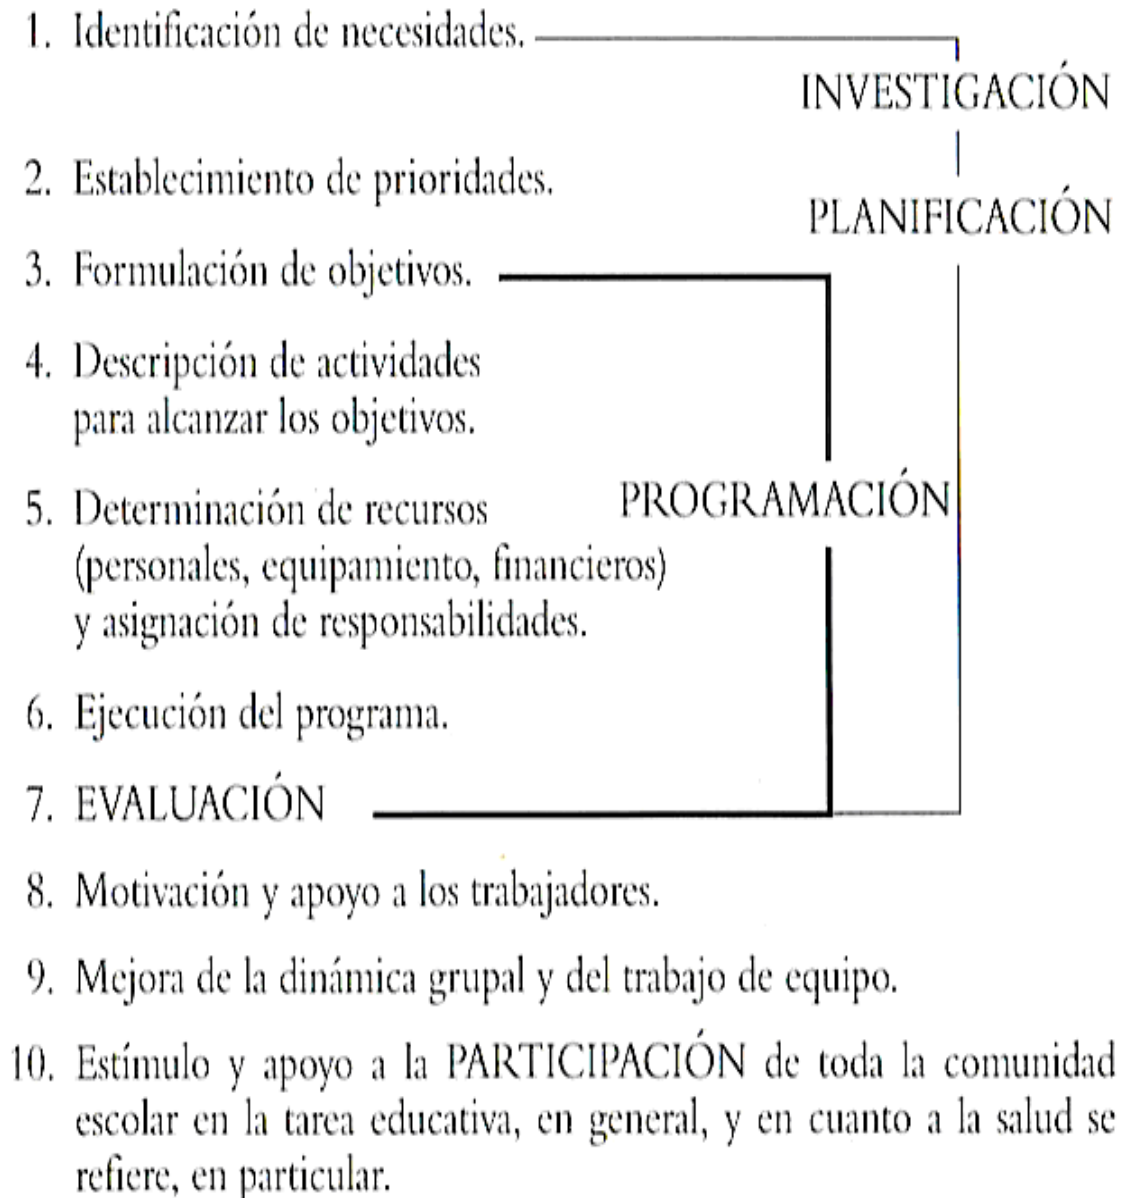 1. Identificación de necesidades.
INVESTIGACIÓN
2. Establecimiento de prioridades.
PLANIFICACIÓN
3. Formulación de objetivos.
4. Descripción de actividades
para alcanzar los objetivos.
5. Determinación de recursos
PROGRAMACIÓN
(personales, equipamiento, financieros)
y asignación de responsabilidades.
6. Ejecución del programa.
7. EVALUACIÓN
8. Motivación y apoyo a los trabajadores.
9. Mejora de la dinámica grupal y del trabajo de equipo.
10. Estímulo y apoyo a la PARTICIPACIÓN de toda la comunidad
escolar en la tarea educativa, en general, y en cuanto a la salud se
refiere, en particular.